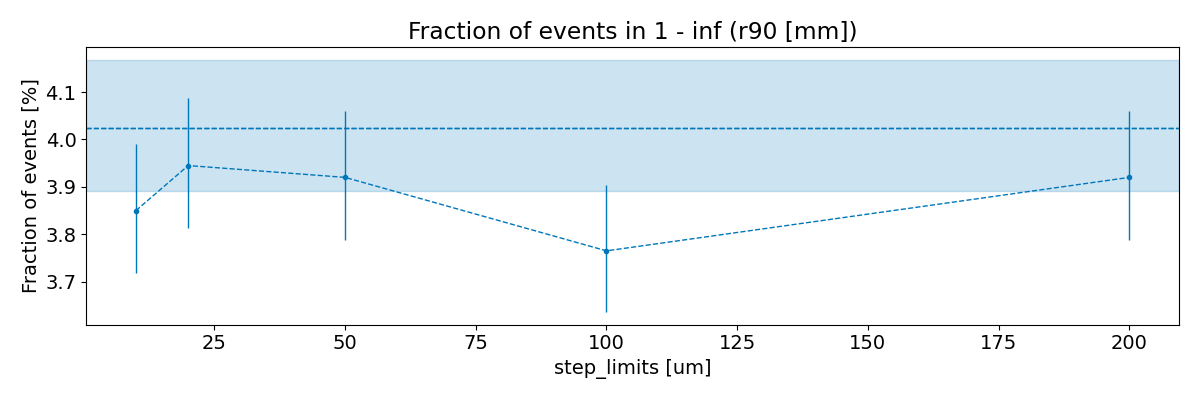 Fraction of events in 1 - inf (r90 [mm])
Fraction of events [%]
4.1
4.0
3.9
3.8
3.7
25 50 75 100 125 150 175 200
step_limits [um]